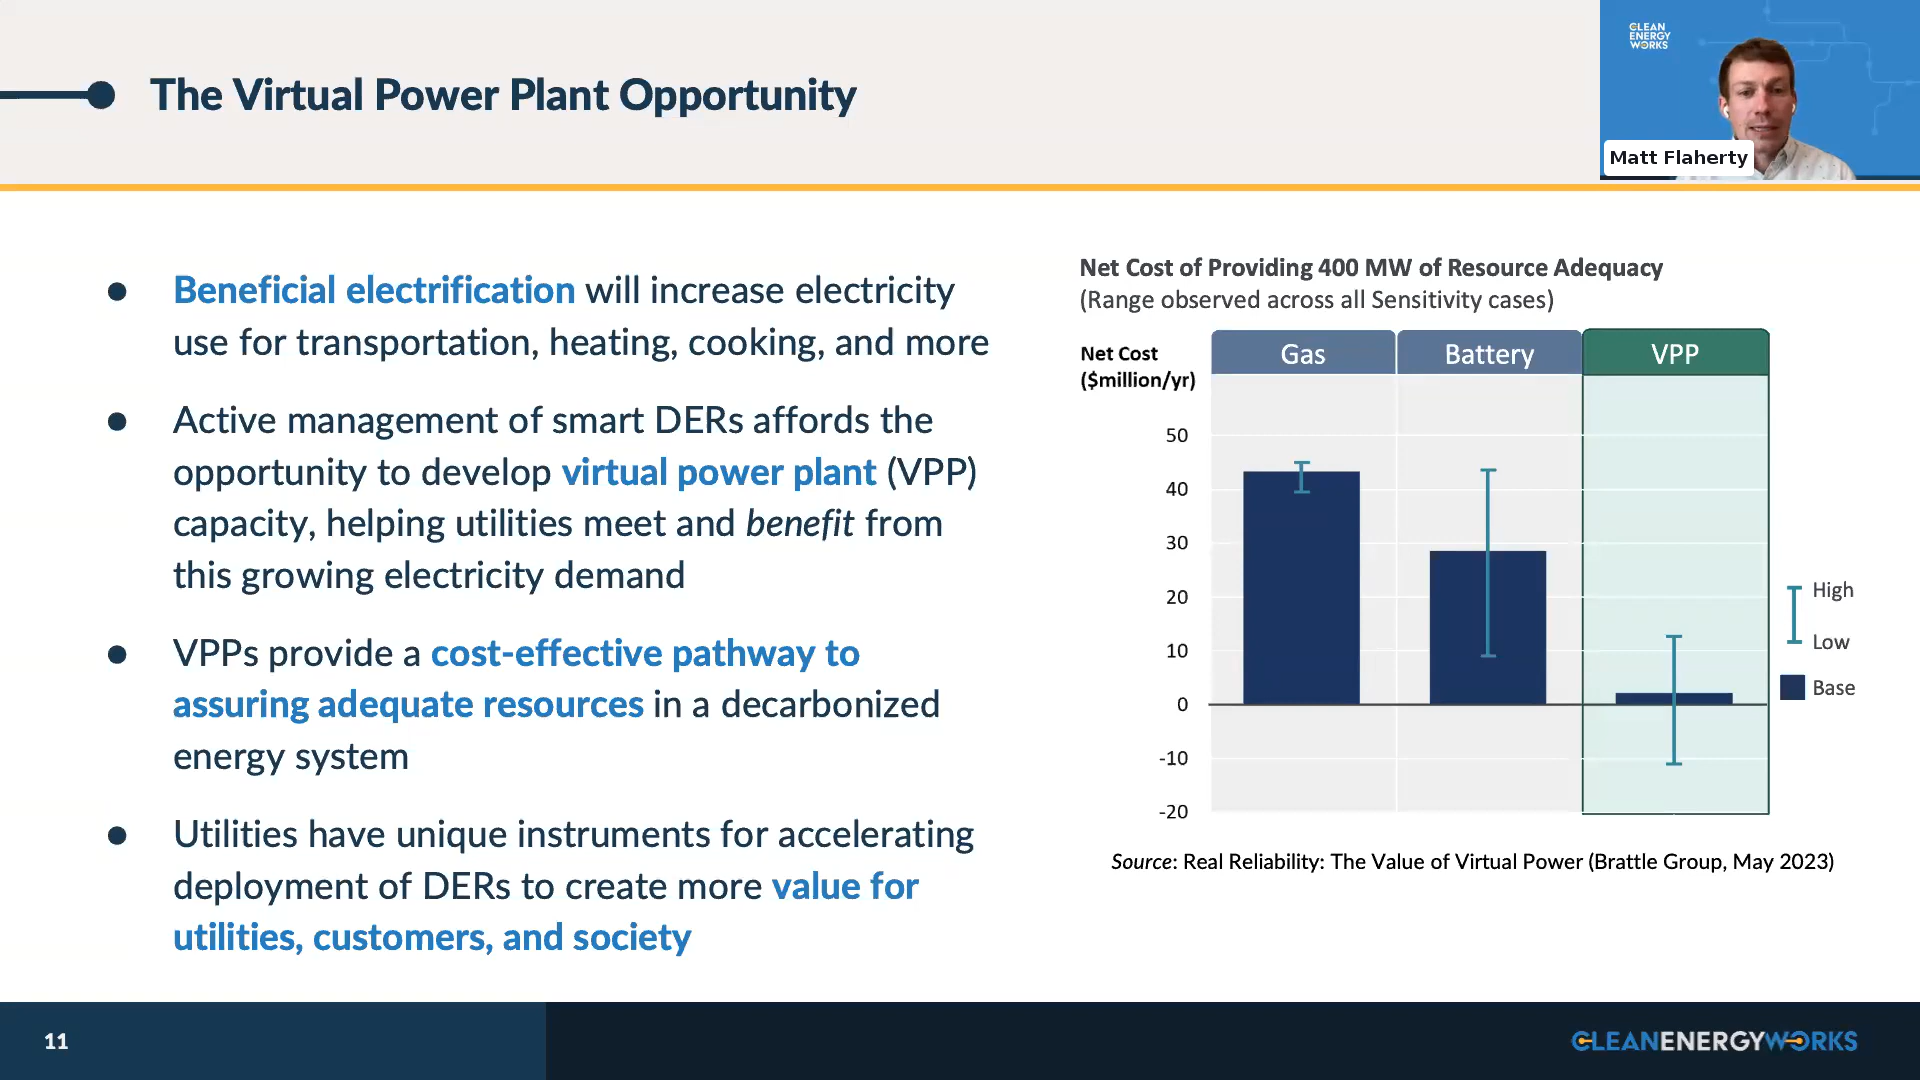 The Virtual Power Plant Opportunity
CLEAN
ENERGY
WORKS
Matt Flaherty
Beneficial electrification will increase electricity
use for transportation, heating, cooking, and more
Active management of smart DERs affords the
opportunity to develop virtual power plant (VPP)
capacity, helping utilities meet and benefit from
this growing electricity demand
VPPs provide a cost-effective pathway to
assuring adequate resources in a decarbonized
energy system
Utilities have unique instruments for accelerating
deployment of DERs to create more value for
utilities, customers, and society
Net Cost of Providing 400 MW of Resource Adequacy
(Range observed across all Sensitivity cases)
Net Cost
($million/yr)
Gas
Battery
VPP
50
40
30
20
10
0
-10
-20
High
Low
Base
Source: Real Reliability: The Value of Virtual Power (Brattle Group, May 2023)
11
CLEANENERGYWORKS